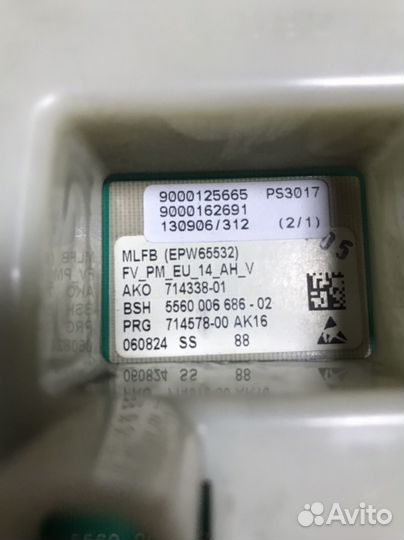 9000125665 PS3017
9000162691
130906/312 (2/1)
05
MLFB (EPW65532)
FV_PM_EU_14_AH_V
AKO 714338-01
BSH 5560 006 686 - 02
PRG 714578-00 AK16
060824 SS 88
Avito